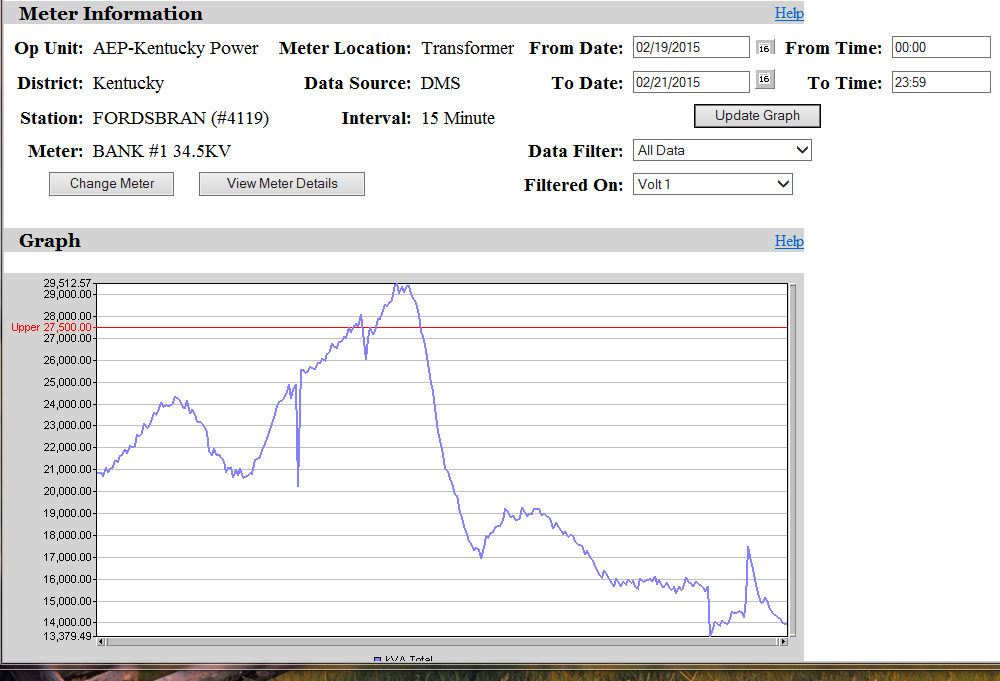 Meter Information Help
Op Unit: AEP-Kentucky Power Meter Location: Transformer From Date: 02/19/2015 16 From Time: 00:00
District: Kentucky Data Source: DMS To Date: 02/21/2015 16 To Time: 23:59
Station: FORDSBRAN (#4119) Interval: 15 Minute Update Graph
Meter: BANK #1 34.5KV Data Filter: All Data
Change Meter View Meter Details Filtered On: Volt 1
Graph Help
29,512.57
29,000.00
28,000.00
Upper 27,500.00
27,000.00
26,000.00
25,000.00
24,000.00
23,000.00
22,000.00
21,000.00
20,000.00
19,000.00
18,000.00
17,000.00
16,000.00
15,000.00
14,000.00
13,379.49
KVA Total